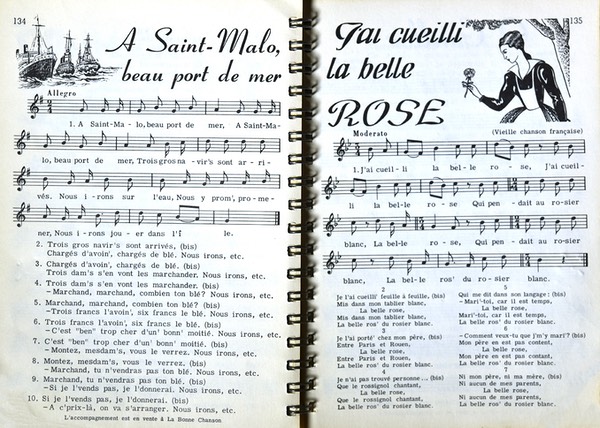 134
A Saint-Malo,
beau port de mer
Allegro
1. A Saint-Ma- lo, beau port de mer, A Saint-Ma-
lo, beau port de mer, Trois gros na - vir's sont ar - ri -
vés. Nous i - rons sur l'eau, Nous y prom', pro-me-
ner, Nous i - rons jou - er dans l'Î le.
2. Trois gros navir's sont arrivés, (bis)
Chargés d'avoin', chargés de blé. Nous irons, etc.
3. Chargés d'avoin', chargés de blé. (bis)
Trois dam's s'en vont les marchander. Nous irons, etc.
4. Trois dam's s'en vont les marchander. (bis)
– Marchand, marchand, combien ton blé? Nous irons, etc.
5. Marchand, marchand, combien ton blé? (bis)
–Trois francs l'avoin', six francs le blé. Nous irons, etc.
6. Trois francs l'avoin', six francs le blé. (bis)
– C'est "ben" trop cher d'un' bonn' moitié. Nous irons, etc.
7. C'est "ben" trop cher d'un' bonn' moitié. (bis)
– Montez, mesdam's, vous le verrez. Nous irons, etc.
8. Montez, mesdam's, vous le verrez. (bis)
– Marchand, tu n'vendras pas ton blé. Nous irons, etc.
9. Marchand, tu n'vendras pas ton blé. (bis)
– Si je l'vends pas, je l'donnerai. Nous irons, etc.
10. Si je l'vends pas, je l'donnerai. (bis)
– A c'prix-là, on va s'arranger. Nous irons, etc.
L'accompagnement est en vente à La Bonne Chanson
135
J'ai cueilli
la belle
ROSE
Moderato
(Vieille chanson française)
1. J'ai cueil - li la bel - le ro - se, J'ai cueil -
li la bel - le ro - se, Qui pen - dait au ro-sier
blanc, La bel - le ro - se, Qui pen - dait au rosier
blanc, La bel - le ros' du ro - sier blanc.
2
Je l'ai cueilli' feuille à feuille, (bis)
Mis dans mon tablier blanc,
La belle rose,
Mis dans mon tablier blanc,
La belle ros' du rosier blanc.
3
Je l'ai porté' chez mon père, (bis)
Entre Paris et Rouen,
La belle rose,
Entre Paris et Rouen,
La belle ros' du rosier blanc.
4
Je n'ai pas trouvé personne... (bis)
Que le rossignol chantant,
La belle rose,
Que le rossignol chantant,
La belle ros' du rosier blanc.
5
Qui me dit dans son langage: (bis)
–Mari'-toi, car il est temps,
La belle rose,
Mari'-toi, car il est temps,
La belle ros' du rosier blanc.
6
–Comment veux-tu que j'm'y mari'? (bis)
Mon père en est pas contant,
La belle rose,
Mon père en est pas contant,
La belle ros' du rosier blanc.
7
Ni mon père, ni ma mère, (bis)
Ni aucun de mes parents,
La belle rose,
Ni aucun de mes parents,
La belle ros' du rosier blanc.